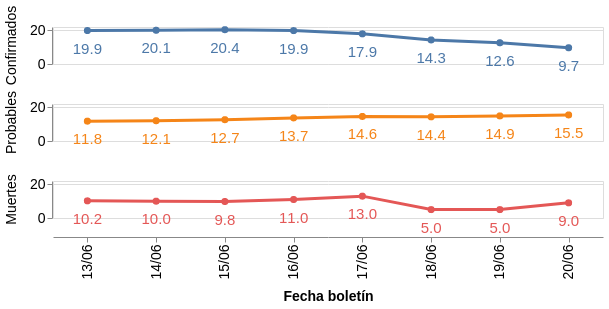 Confirmados
20
0
19.9 20.1 20.4 19.9 17.9 14.3 12.6 9.7
Probables
20
0
11.8 12.1 12.7 13.7 14.6 14.4 14.9 15.5
Muertes
20
0
10.2 10.0 9.8 11.0 13.0 5.0 5.0 9.0
13/06 14/06 15/06 16/06 17/06 18/06 19/06 20/06
Fecha boletín